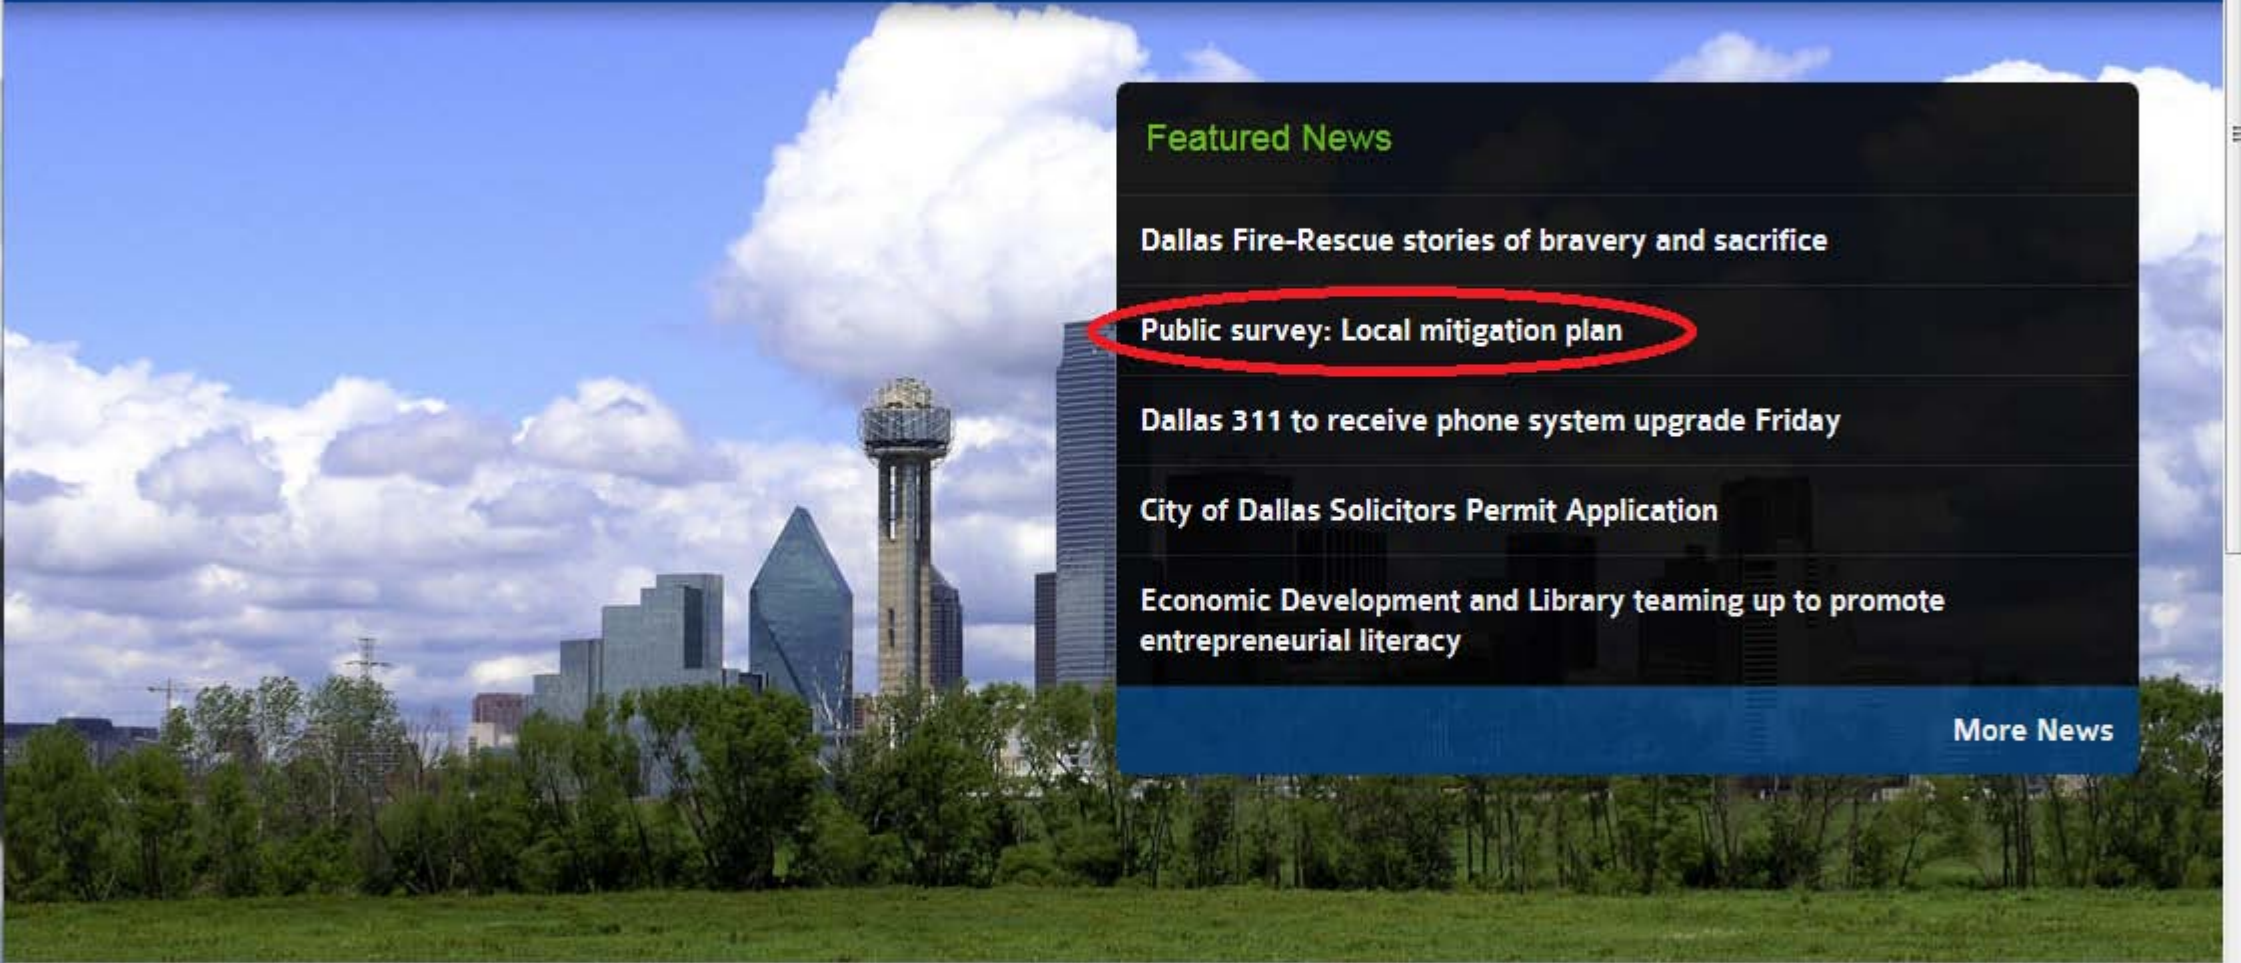 Featured News
Dallas Fire-Rescue stories of bravery and sacrifice
Public survey: Local mitigation plan
Dallas 311 to receive phone system upgrade Friday
City of Dallas Solicitors Permit Application
Economic Development and Library teaming up to promote
entrepreneurial literacy
More News